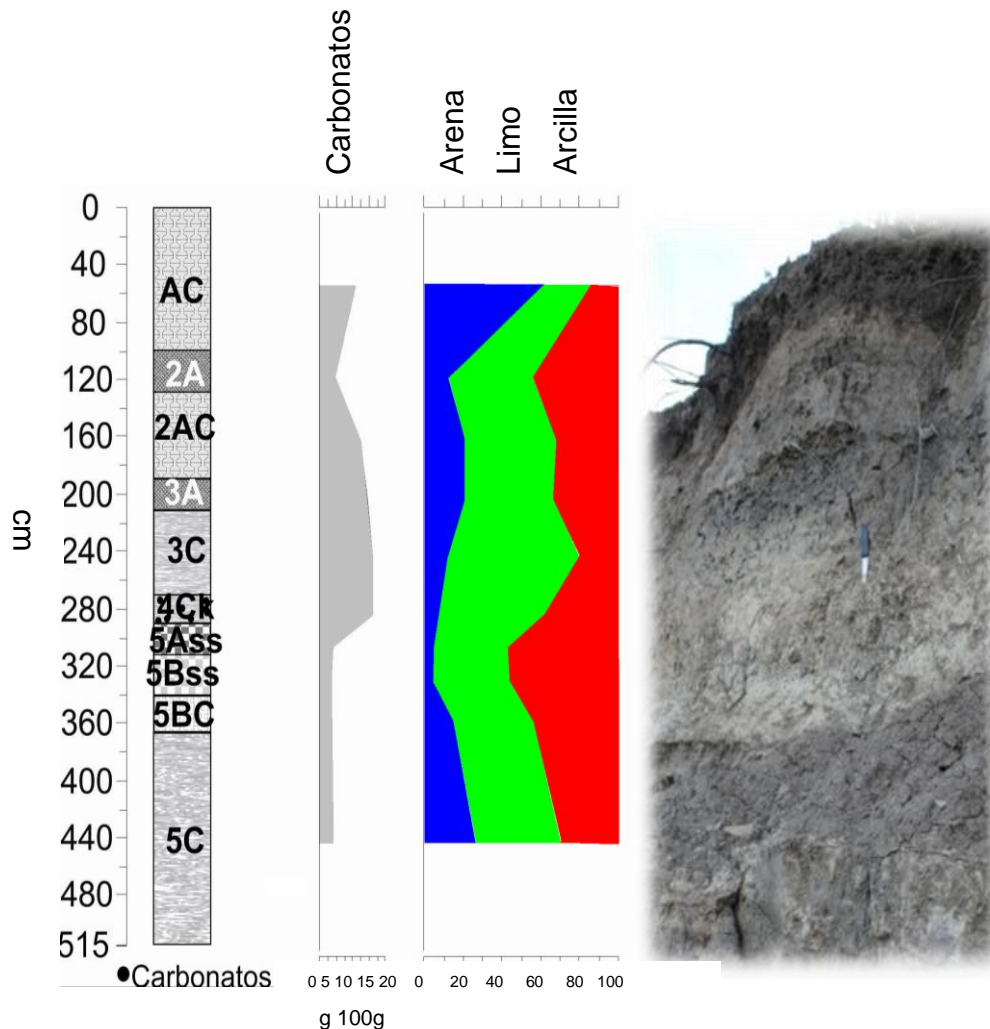 Carbonatos
Arena
Limo
Arcilla
0
40
80
120
160
200
240
280
320
360
400
440
480
515
cm
AC
2A
2AC
3A
3C
4Ck
5Ass
5Bss
5BC
5C
●Carbonatos
0 5 10 15 20
g 100g
0 20 40 60 80 100